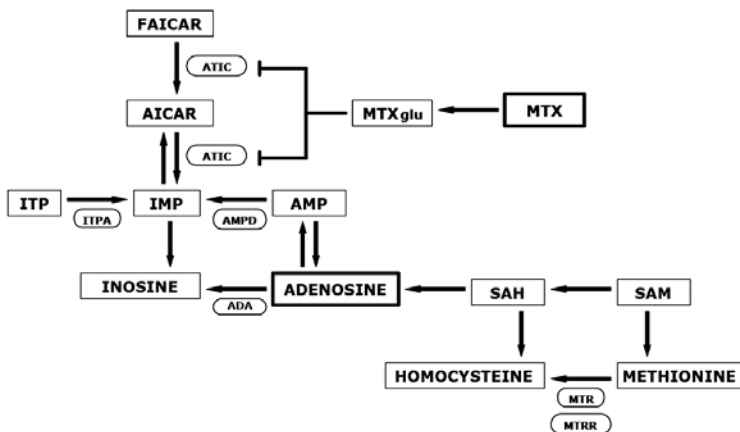 FAICAR
ATIC
AICAR
MTXglu
MTX
ATIC
ITP
IMP
AMP
ITPA
AMPD
INOSINE
ADENOSINE
SAH
SAM
ADA
HOMOCYSTEINE
METHIONINE
MTR
MTRR